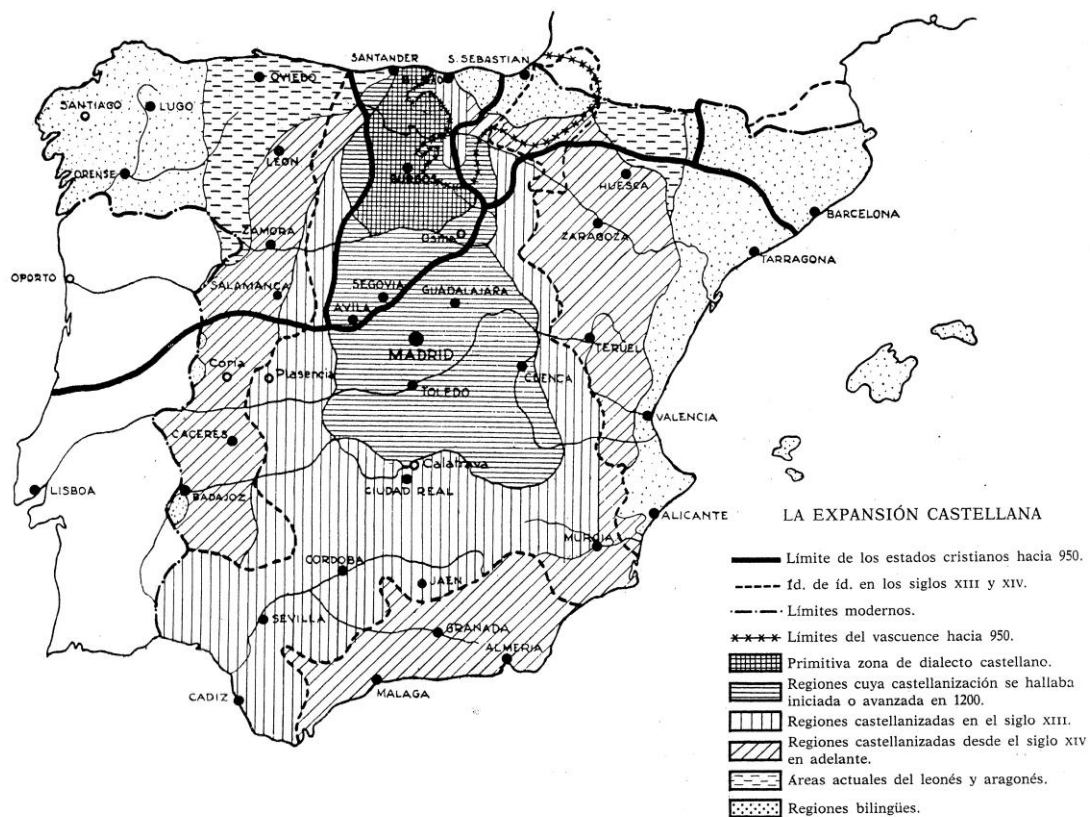 SANTANDER
S. SEBASTIAN
OVIEDO
SANTIAGO
LUGO
LEON
ORENSE
BURGOS
HUESCA
ZAMORA
Osma
ZARAGOZA
BARCELONA
TARRAGONA
OPORTO
SALAMANCA
SEGOVIA
GUADALAJARA
AVILA
MADRID
TERUEL
Coria
Plasencia
TOLEDO
CUENCA
VALENCIA
CACERES
Calatrava
CIUDAD REAL
LISBOA
BADAJOZ
ALICANTE
MURCIA
CORDOBA
JAEN
SEVILLA
GRANADA
ALMERIA
CADIZ
MALAGA
LA EXPANSIÓN CASTELLANA
Límite de los estados cristianos hacia 950.
Íd. de íd. en los siglos XIII y XIV.
Límites modernos.
Límites del vascuence hacia 950.
Primitiva zona de dialecto castellano.
Regiones cuya castellanización se hallaba
iniciada o avanzada en 1200.
Regiones castellanizadas en el siglo XIII.
Regiones castellanizadas desde el siglo XIV
en adelante.
Áreas actuales del leonés y aragonés.
Regiones bilingües.